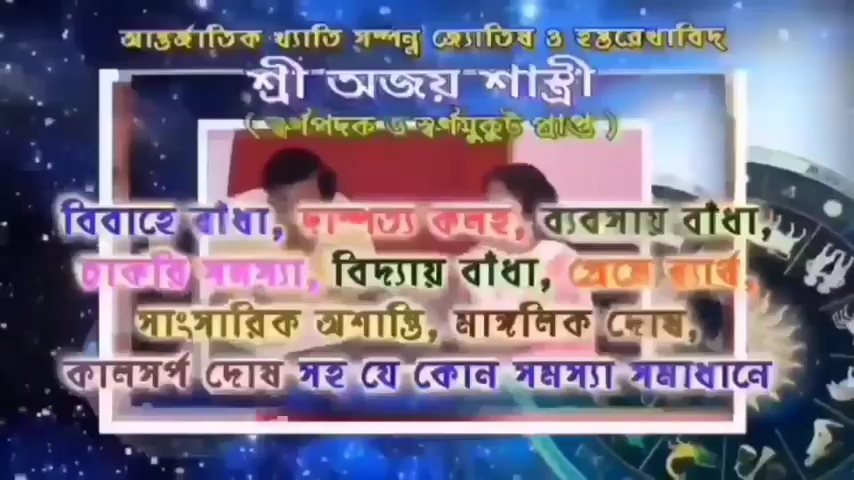 আন্তর্জাতিক খ্যাতি সম্পন্ন জ্যোতিষ ও হস্তরেখাবিদ্
শ্রী অজয় শাস্ত্রী
( স্বর্ণপদক ও স্বর্ণমুকুট প্রাপ্ত )
বিবাহে বাঁধা, দাম্পত্য কলহ, ব্যবসায় বাঁধা,
চাকরি সমস্যা, বিদ্যায় বাঁধা, প্রেমে ব্যার্থ,
সাংসারিক অশান্তি, মাঙ্গলিক দোষ,
কালসর্প দোষ সহ যে কোন সমস্যা সমাধানে